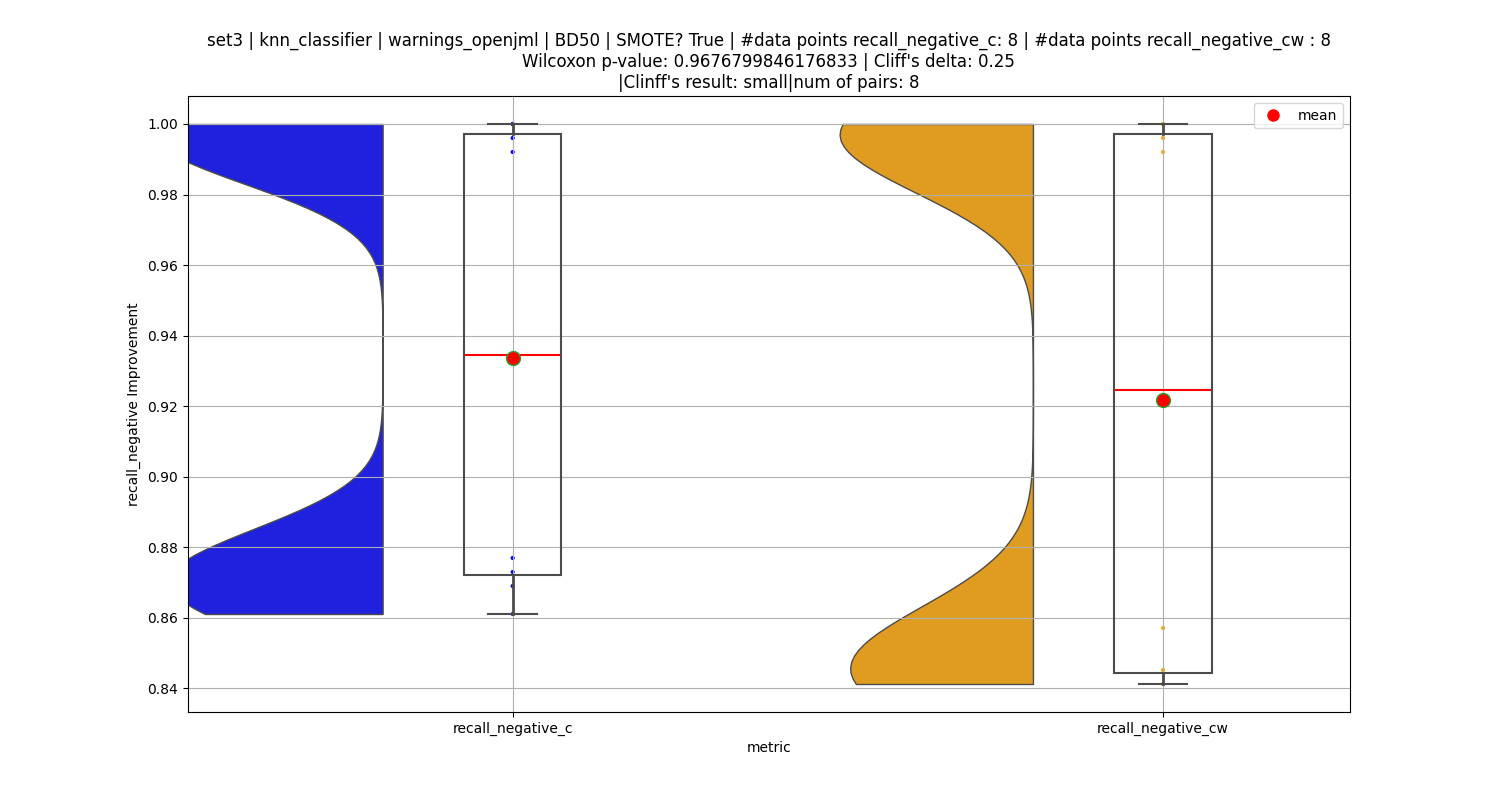 set3 | knn_classifier | warnings_openjml | BD50 | SMOTE? True | #data points recall_negative_c: 8 | #data points recall_negative_cw : 8
Wilcoxon p-value: 0.9676799846176833 | Cliff's delta: 0.25
|Clinff's result: small|num of pairs: 8
mean
1.00
0.98
0.96
0.94
0.92
0.90
0.88
0.86
0.84
recall_negative Improvement
recall_negative_c
recall_negative_cw
metric